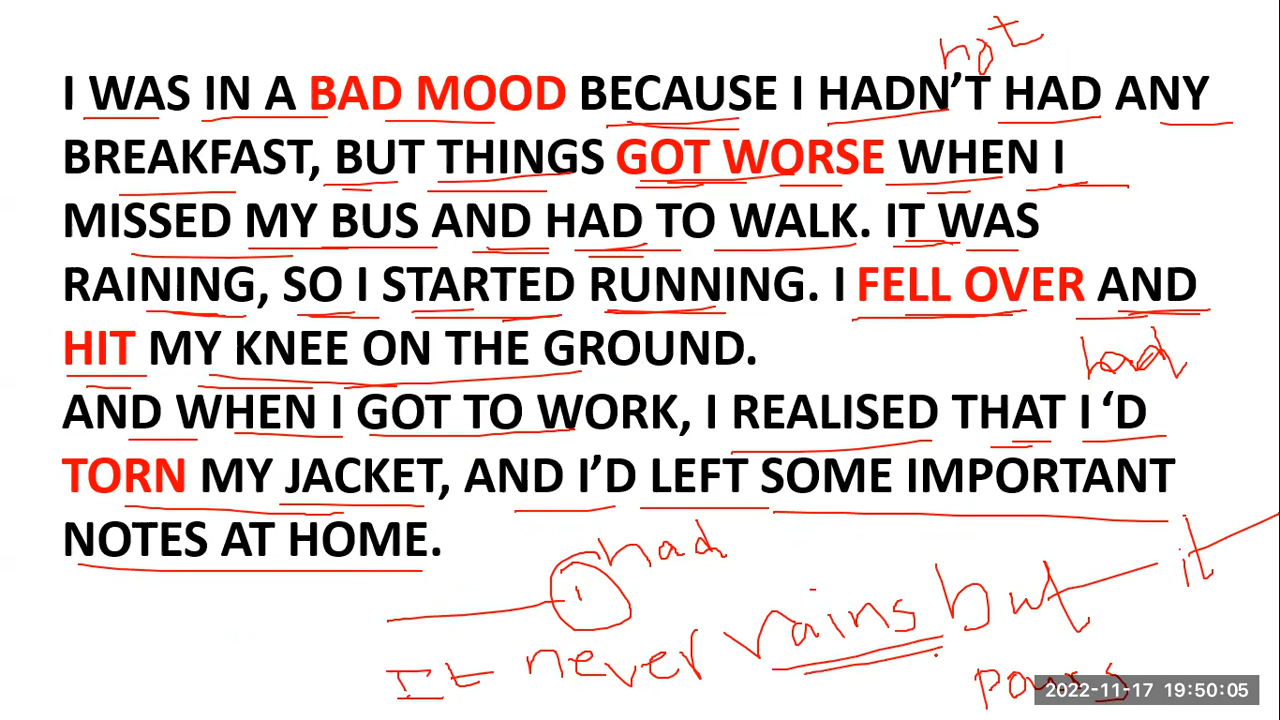 not
I WAS IN A BAD MOOD BECAUSE I HADN’T HAD ANY
BREAKFAST, BUT THINGS GOT WORSE WHEN I
MISSED MY BUS AND HAD TO WALK. IT WAS
RAINING, SO I STARTED RUNNING. I FELL OVER AND
HIT MY KNEE ON THE GROUND.
had
AND WHEN I GOT TO WORK, I REALISED THAT I ‘D
TORN MY JACKET, AND I’D LEFT SOME IMPORTANT
NOTES AT HOME.
had
It never rains but it
pours
2022-11-17 19:50:05